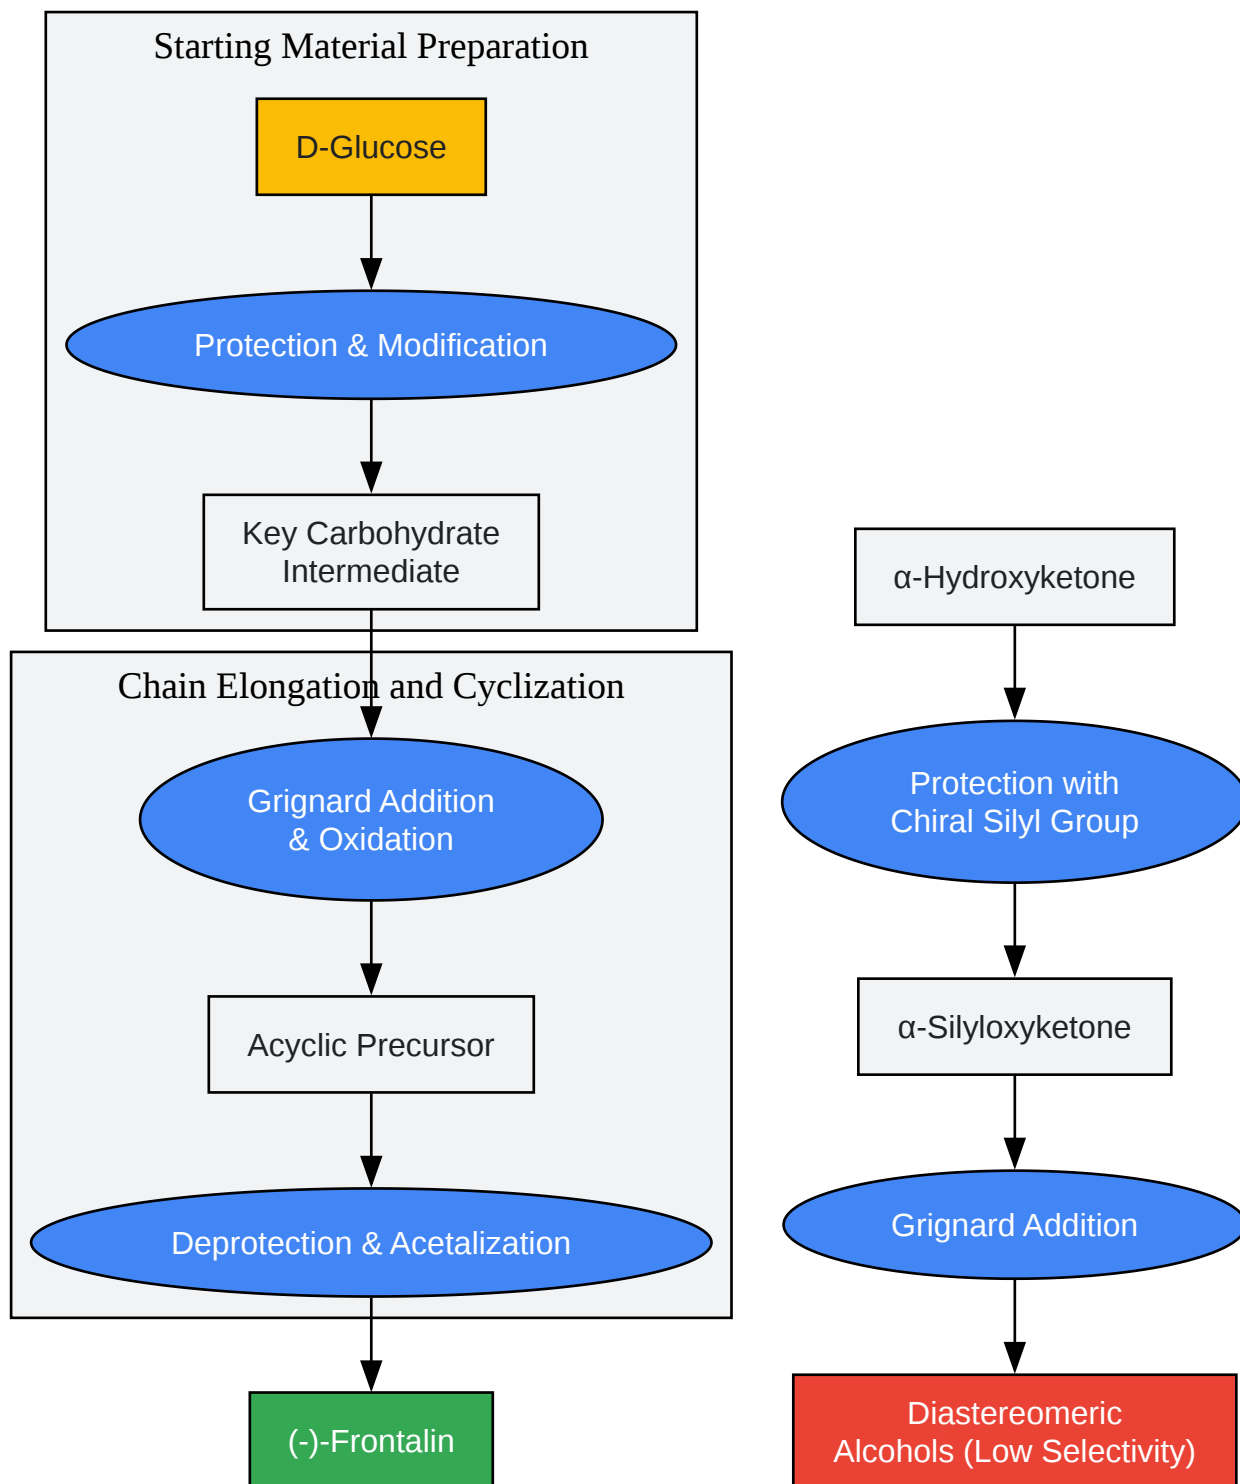 Starting Material Preparation
D-Glucose
Protection & Modification
Key Carbohydrate
Intermediate
Chain Elongation and Cyclization
Grignard Addition
& Oxidation
Acyclic Precursor
Deprotection & Acetalization
(-)-Frontalin
α-Hydroxyketone
Protection with
Chiral Silyl Group
α-Silyloxyketone
Grignard Addition
Diastereomeric
Alcohols (Low Selectivity)